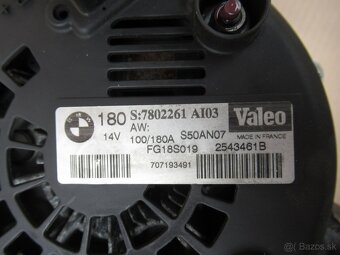 180 S:7802261 AI03 Valeo
14V AW:
100/180A S50AN07 MADE IN FRANCE
FG18S019 2543461B
707193491
bazos.sk